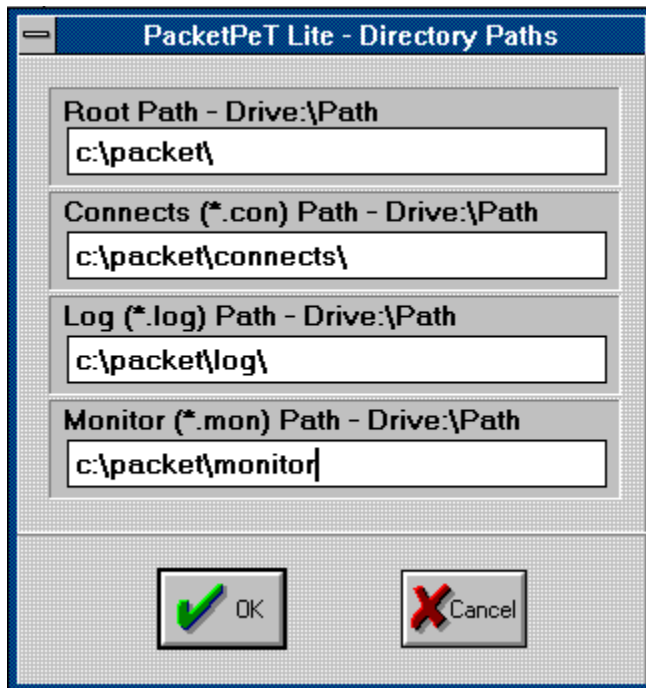 PacketPeT Lite - Directory Paths
Root Path - Drive:\Path
c:\packet\
Connects (*.con) Path - Drive:\Path
c:\packet\connects\
Log (*.log) Path - Drive:\Path
c:\packet\log\
Monitor (*.mon) Path - Drive:\Path
c:\packet\monitor
OK Cancel